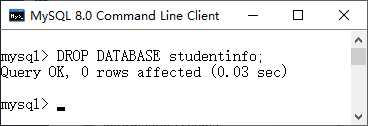 MySQL 8.0 Command Line Client
mysql> DROP DATABASE studentinfo;
Query OK, 0 rows affected (0.03 sec)
mysql>